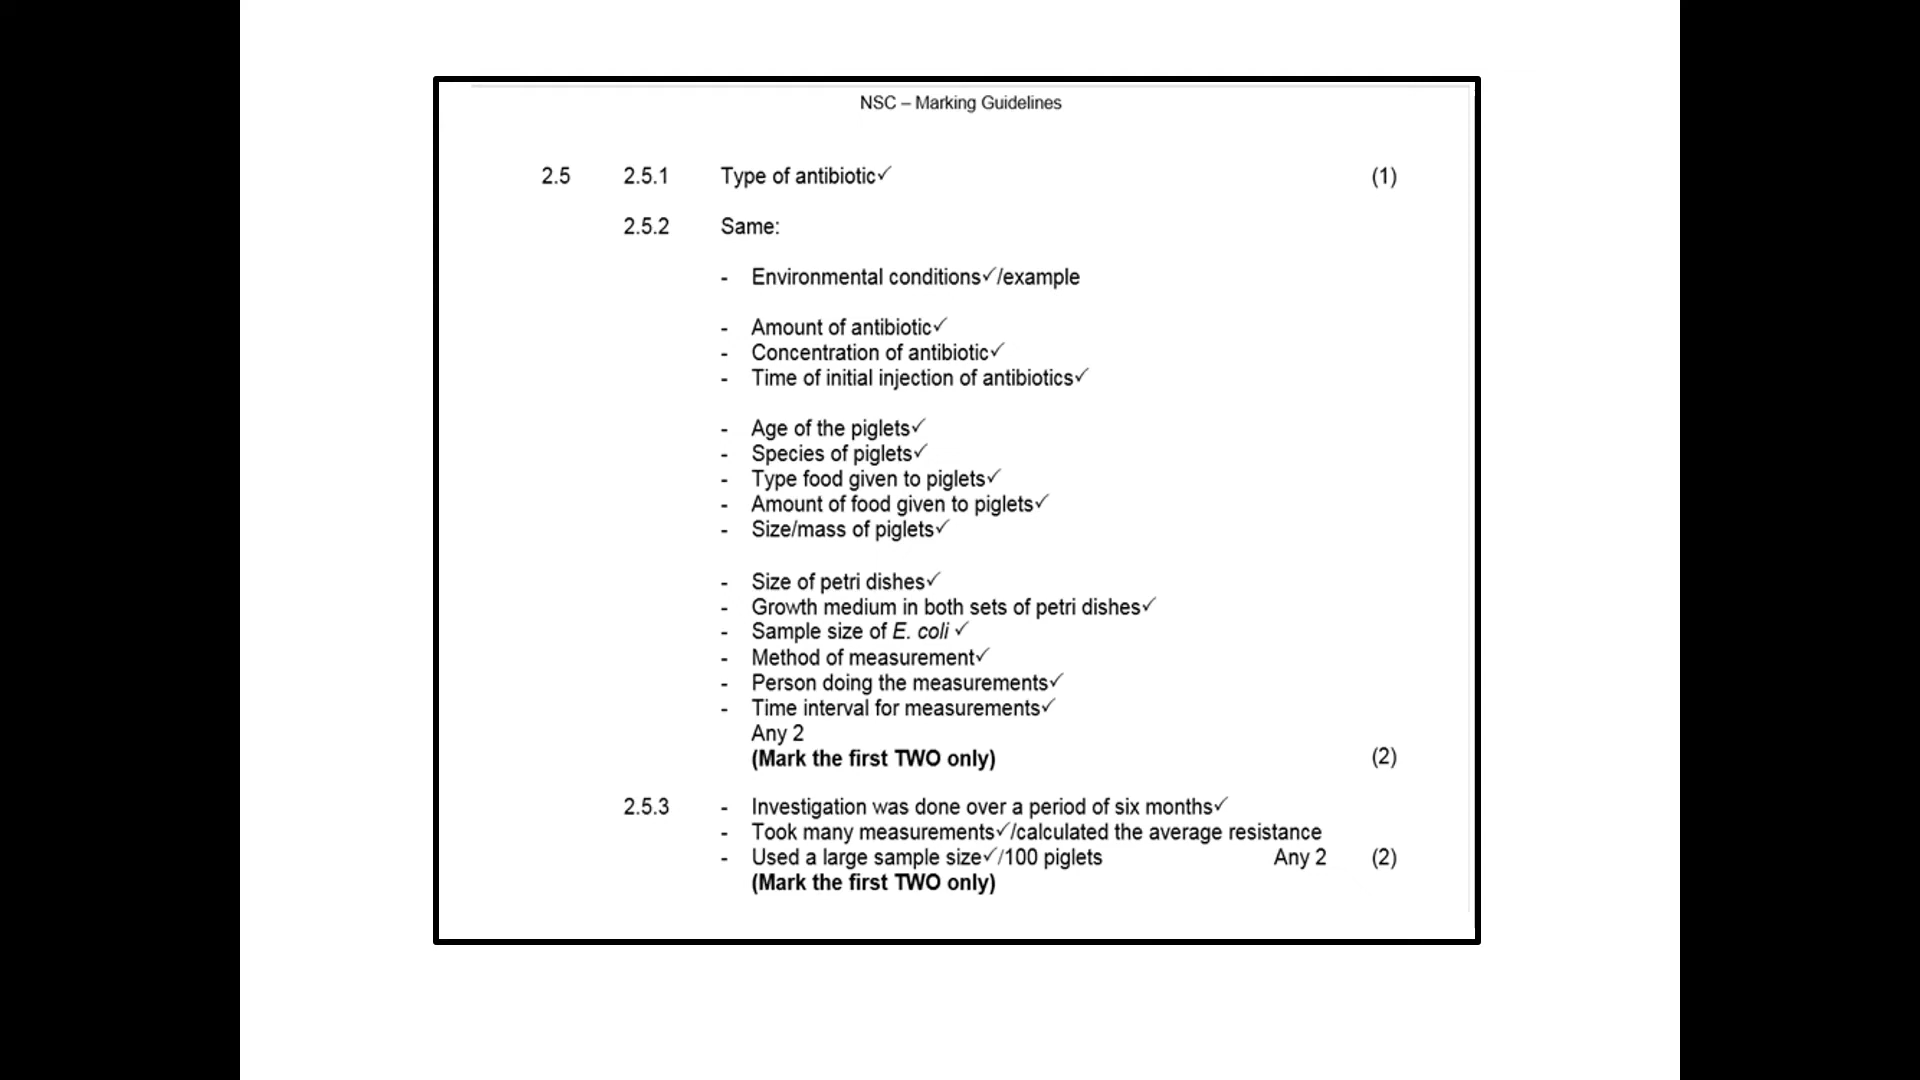 NSC – Marking Guidelines
2.5 2.5.1 Type of antibiotic✓ (1)
2.5.2 Same:
- Environmental conditions✓/example
- Amount of antibiotic✓
- Concentration of antibiotic✓
- Time of initial injection of antibiotics✓
- Age of the piglets✓
- Species of piglets✓
- Type food given to piglets✓
- Amount of food given to piglets✓
- Size/mass of piglets✓
- Size of petri dishes✓
- Growth medium in both sets of petri dishes✓
- Sample size of E. coli ✓
- Method of measurement✓
- Person doing the measurements✓
- Time interval for measurements✓
Any 2
(Mark the first TWO only) (2)
2.5.3 - Investigation was done over a period of six months✓
- Took many measurements✓/calculated the average resistance
- Used a large sample size✓/100 piglets Any 2 (2)
(Mark the first TWO only)